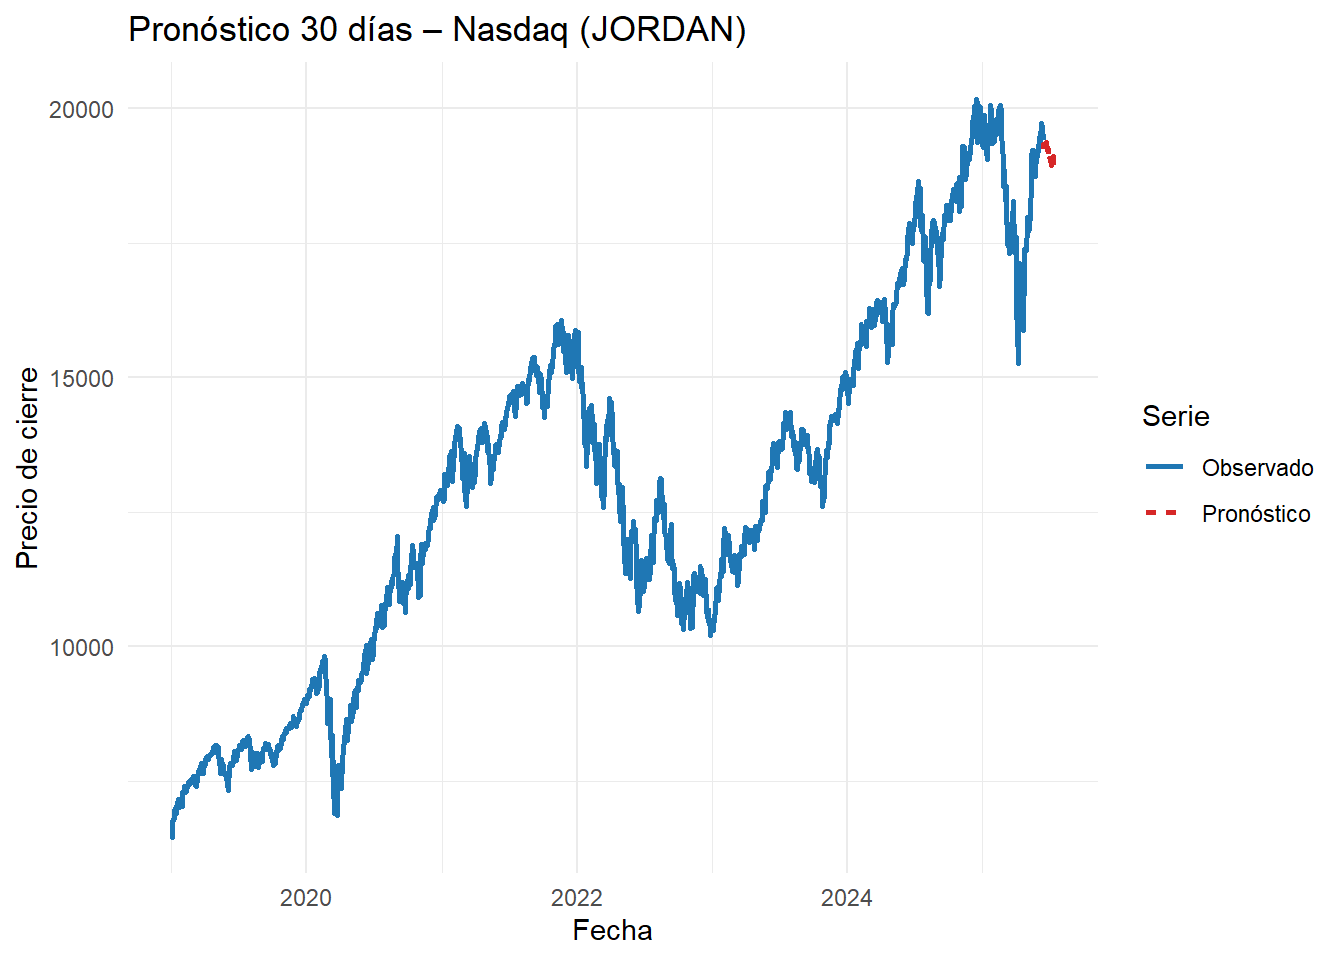 Pronóstico 30 días – Nasdaq (JORDAN)
20000
15000
10000
Precio de cierre
2020
2022
2024
Fecha
Serie
Observado
Pronóstico